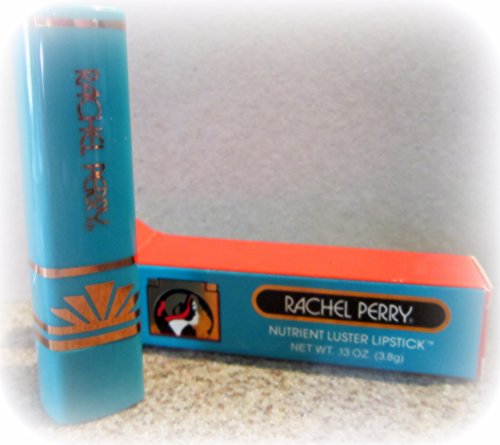 RACHEL PERRY®
RACHEL PERRY®
NUTRIENT LUSTER LIPSTICK™
NET WT. .13 OZ. (3.8g)